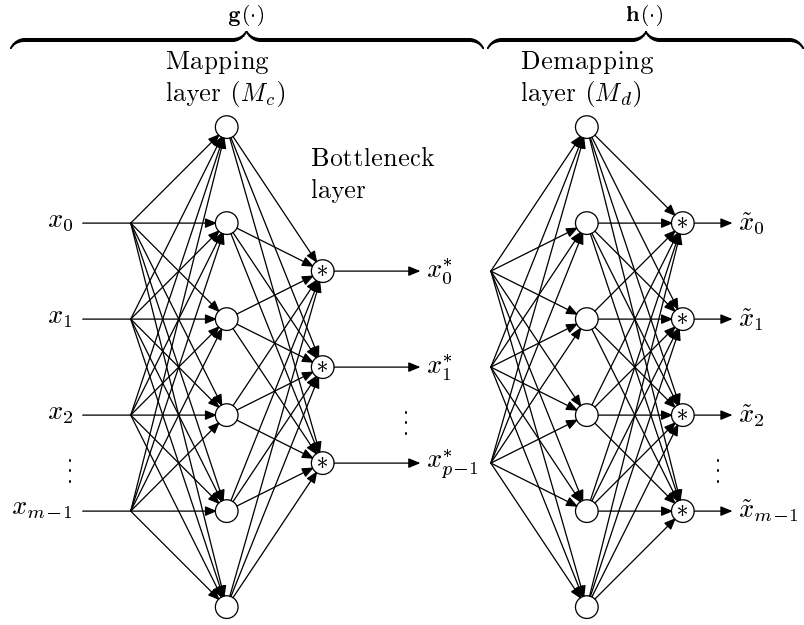 g(·) h(·)
Mapping
layer (M_c)
Demapping
layer (M_d)
Bottleneck
layer
x_0
x_1
x_2
⋮
x_{m−1}
* x_0^*
* x_1^*
⋮
* x_{p−1}^*
* x̃_0
* x̃_1
* x̃_2
⋮
* x̃_{m−1}